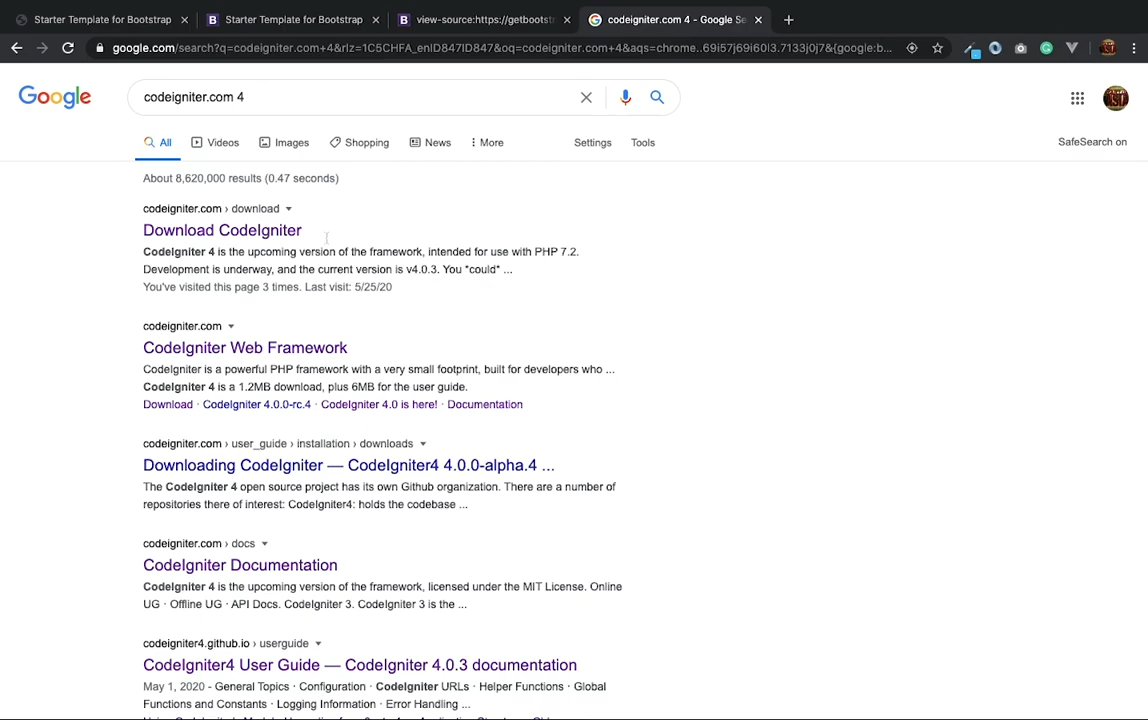 Starter Template for Bootstrap
Starter Template for Bootstrap
view-source:https://getbootst
codeigniter.com 4 - Google Se
google.com/search?q=codeigniter.com+4&rlz=1C5CHFA_enID847ID847&oq=codeigniter.com+4&aqs=chrome..69i57j69i60l3.7133j0j7&{google:b...
Google
codeigniter.com 4
All
Videos
Images
Shopping
News
More
Settings
Tools
SafeSearch on
About 8,620,000 results (0.47 seconds)
codeigniter.com › download
Download CodeIgniter
CodeIgniter 4 is the upcoming version of the framework, intended for use with PHP 7.2.
Development is underway, and the current version is v4.0.3. You *could* ...
You've visited this page 3 times. Last visit: 5/25/20
codeigniter.com
CodeIgniter Web Framework
CodeIgniter is a powerful PHP framework with a very small footprint, built for developers who ...
CodeIgniter 4 is a 1.2MB download, plus 6MB for the user guide.
Download · CodeIgniter 4.0.0-rc.4 · CodeIgniter 4.0 is here! · Documentation
codeigniter.com › user_guide › installation › downloads
Downloading CodeIgniter — CodeIgniter4 4.0.0-alpha.4 ...
The CodeIgniter 4 open source project has its own Github organization. There are a number of
repositories there of interest: CodeIgniter4: holds the codebase ...
codeigniter.com › docs
CodeIgniter Documentation
CodeIgniter 4 is the upcoming version of the framework, licensed under the MIT License. Online
UG · Offline UG · API Docs. CodeIgniter 3. CodeIgniter 3 is the ...
codeigniter4.github.io › userguide
CodeIgniter4 User Guide — CodeIgniter 4.0.3 documentation
May 1, 2020 - General Topics · Configuration · CodeIgniter URLs · Helper Functions · Global
Functions and Constants · Logging Information · Error Handling ...